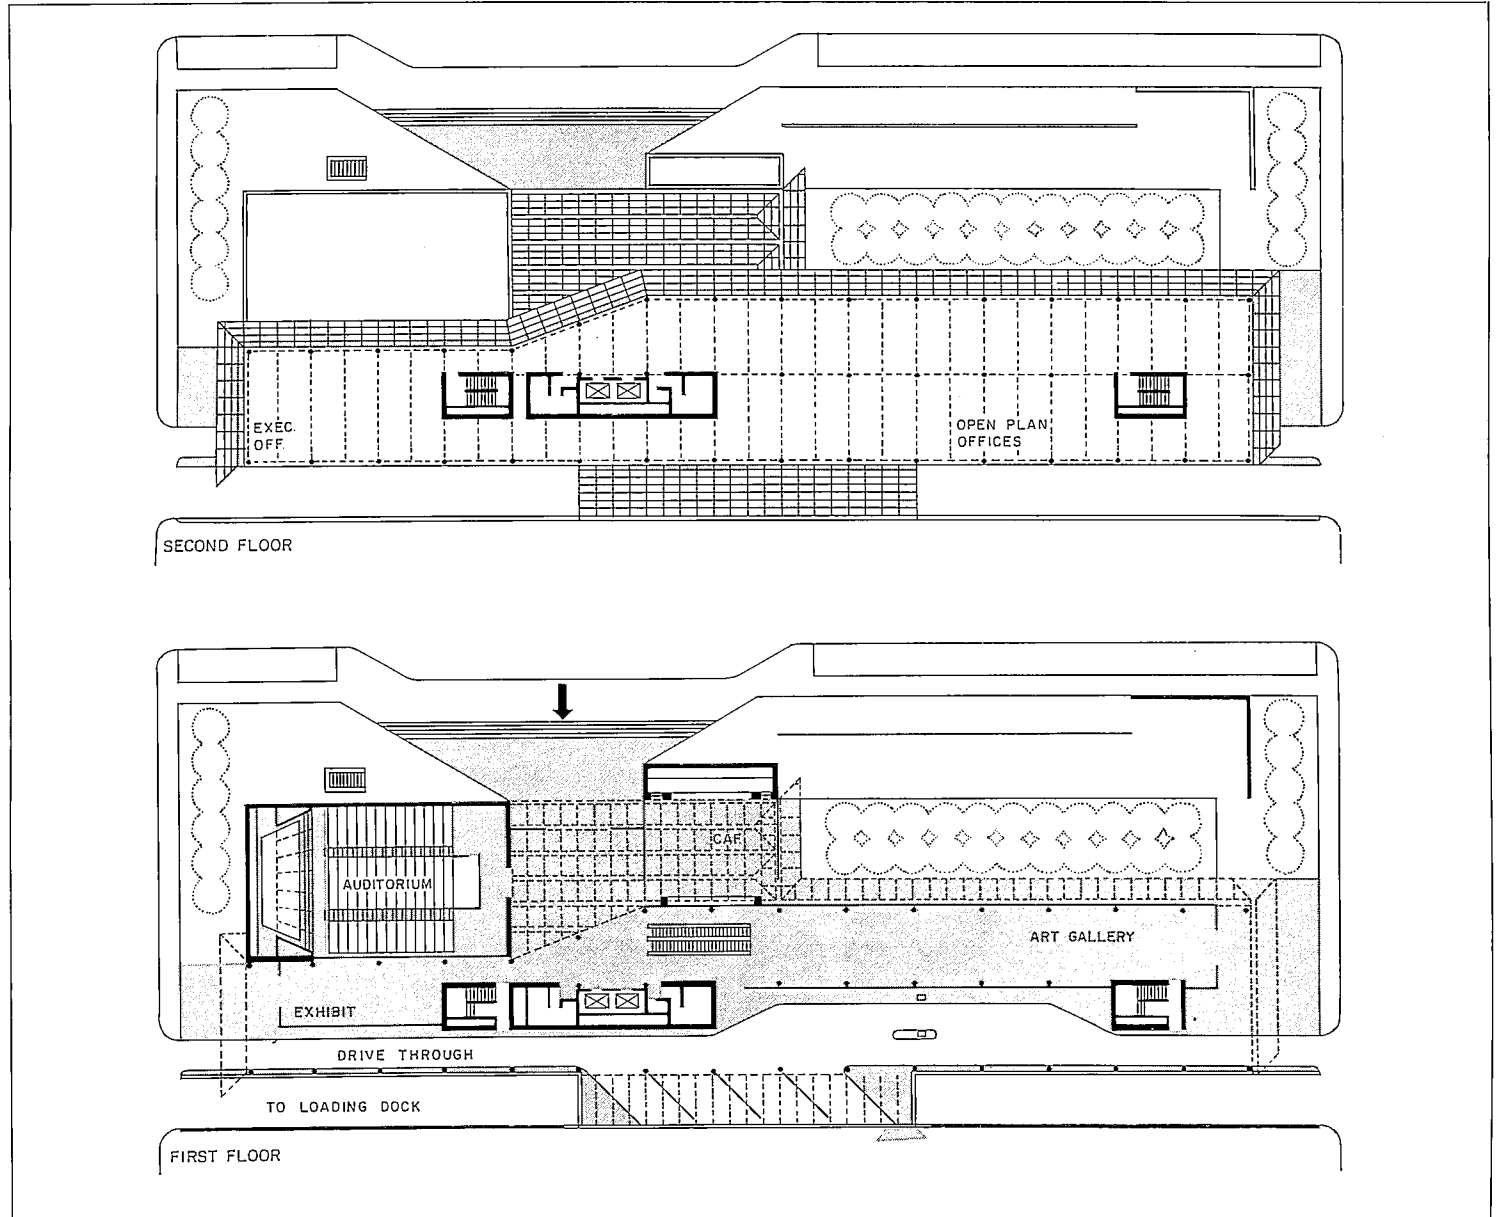 EXEC.
OFF.
OPEN PLAN
OFFICES
SECOND FLOOR
CAF.
AUDITORIUM
ART GALLERY
EXHIBIT
DRIVE THROUGH
TO LOADING DOCK
FIRST FLOOR